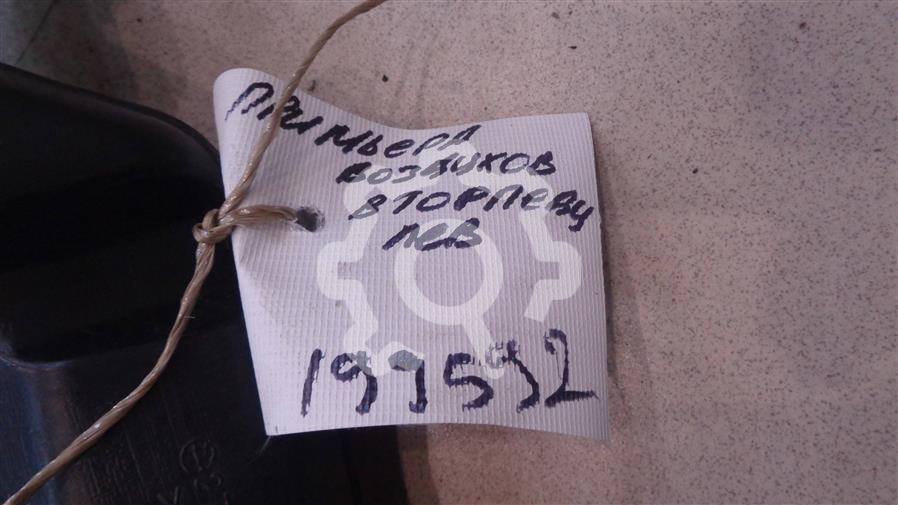 ПРИМЬЕРА
ВОЗДУХОВ
В ТОРПЕДУ
ЛЕВ
199592